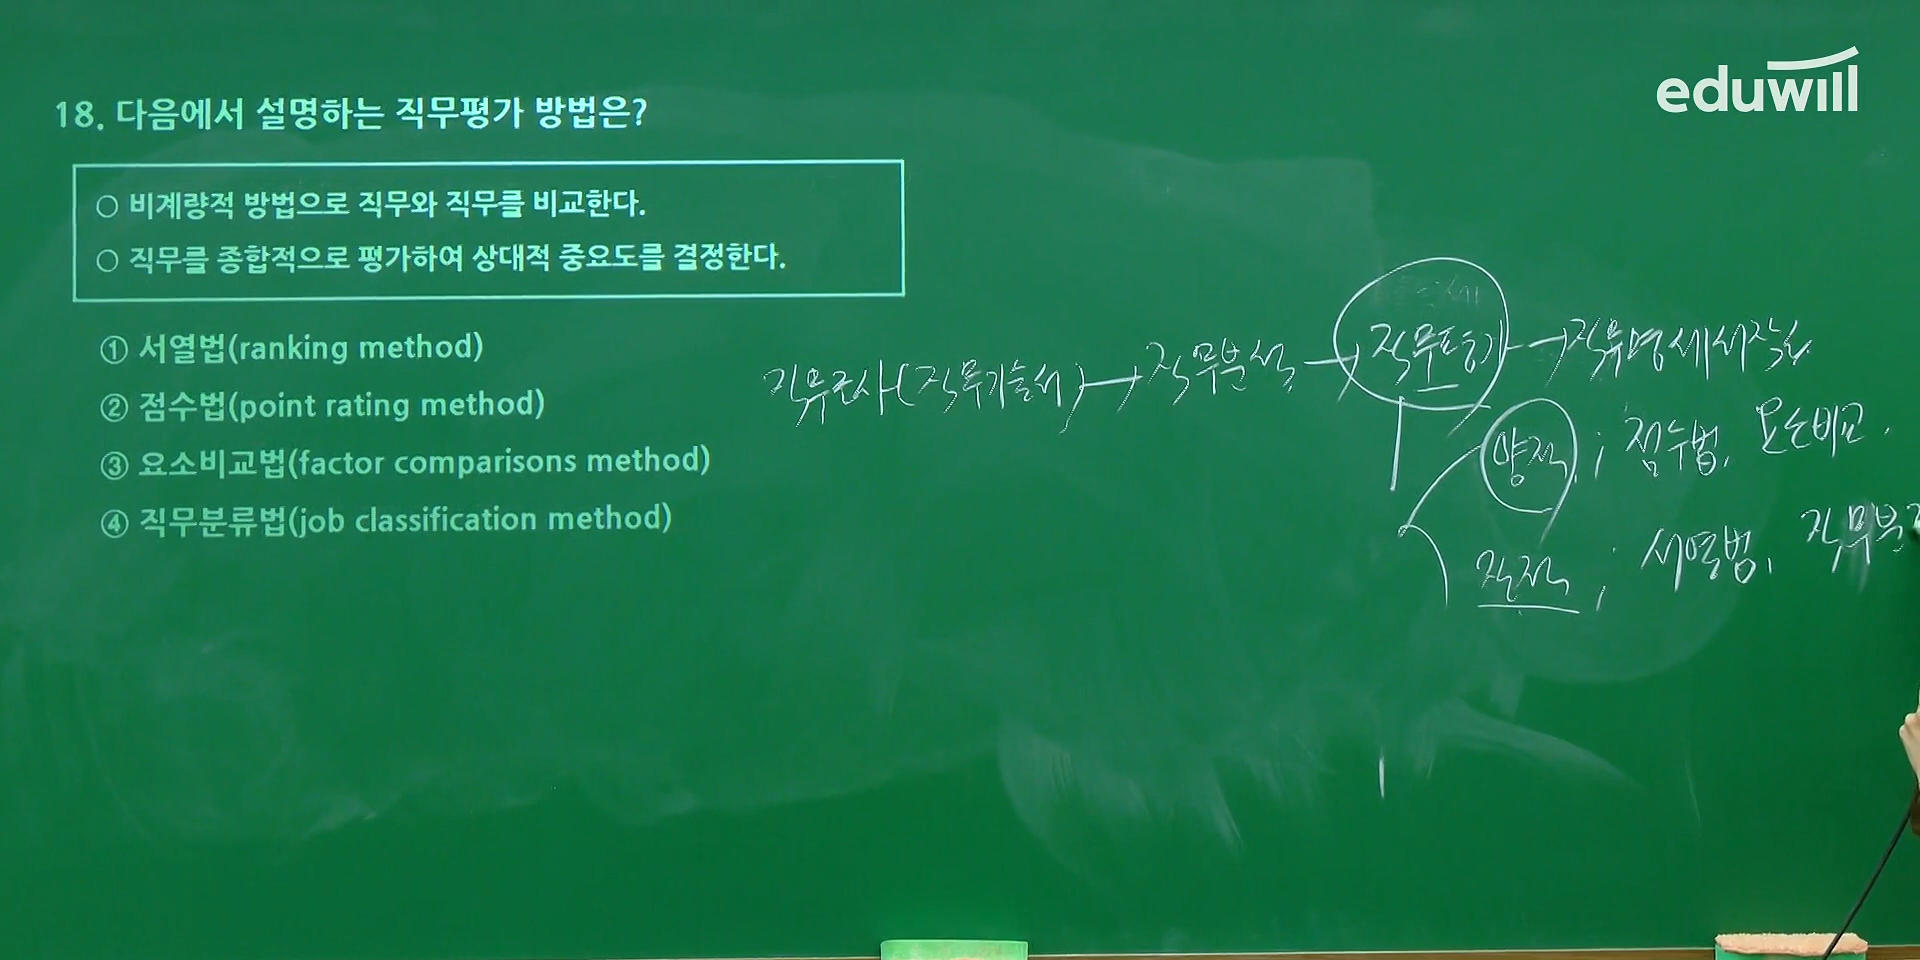 eduwill
18. 다음에서 설명하는 직무평가 방법은?
○ 비계량적 방법으로 직무와 직무를 비교한다.
○ 직무를 종합적으로 평가하여 상대적 중요도를 결정한다.
① 서열법(ranking method)
② 점수법(point rating method)
③ 요소비교법(factor comparisons method)
④ 직무분류법(job classification method)
직무조사(직무기술서) → 직무분석 → 직무평가 → 직무명세서작성
양적 ; 점수법, 요소비교.
질적 ; 서열법, 직무분